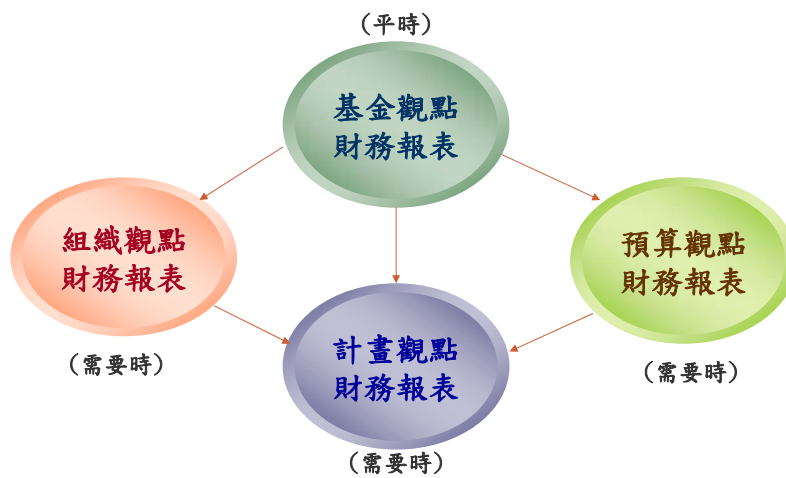 (平時)
基金觀點
財務報表
組織觀點
財務報表
(需要時)
預算觀點
財務報表
(需要時)
計畫觀點
財務報表
(需要時)